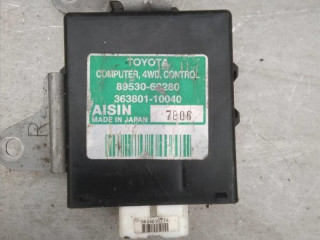 TOYOTA
COMPUTER, 4WD, CONTROL
89530-60280
363801-10040
AISIN
MADE IN JAPAN
7806